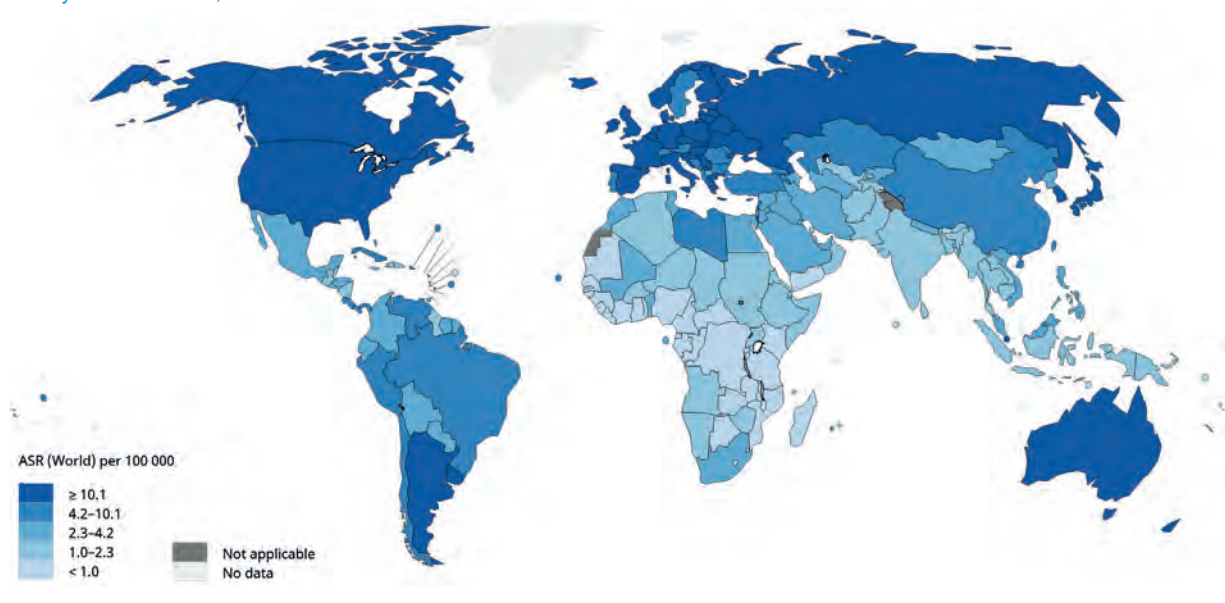 ASR (World) per 100 000
≥ 10.1
4.2–10.1
2.3–4.2
1.0–2.3
< 1.0
Not applicable
No data